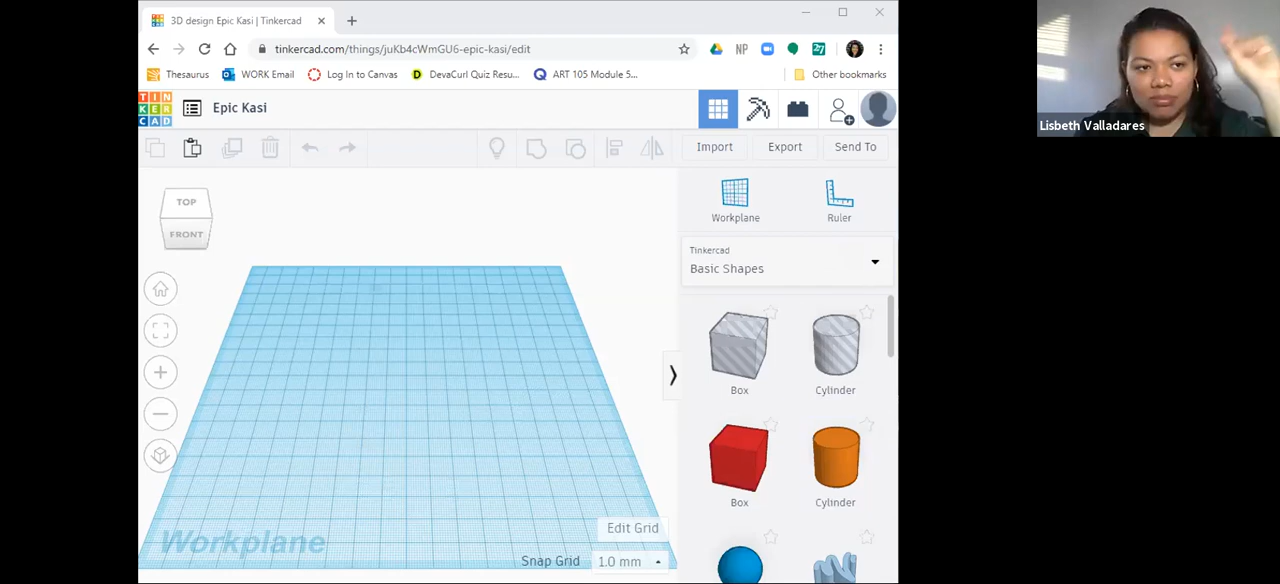 3D design Epic Kasi | Tinkercad
tinkercad.com/things/juKb4cWmGU6-epic-kasi/edit
NP
27
Thesaurus
WORK Email
Log In to Canvas
D
DevaCurl Quiz Resu...
ART 105 Module 5...
Other bookmarks
TIN
KER
CAD
Epic Kasi
Import
Export
Send To
TOP
FRONT
Workplane
Ruler
Tinkercad
Basic Shapes
Box
Cylinder
Box
Cylinder
Workplane
Edit Grid
Snap Grid
1.0 mm
Lisbeth Valladares